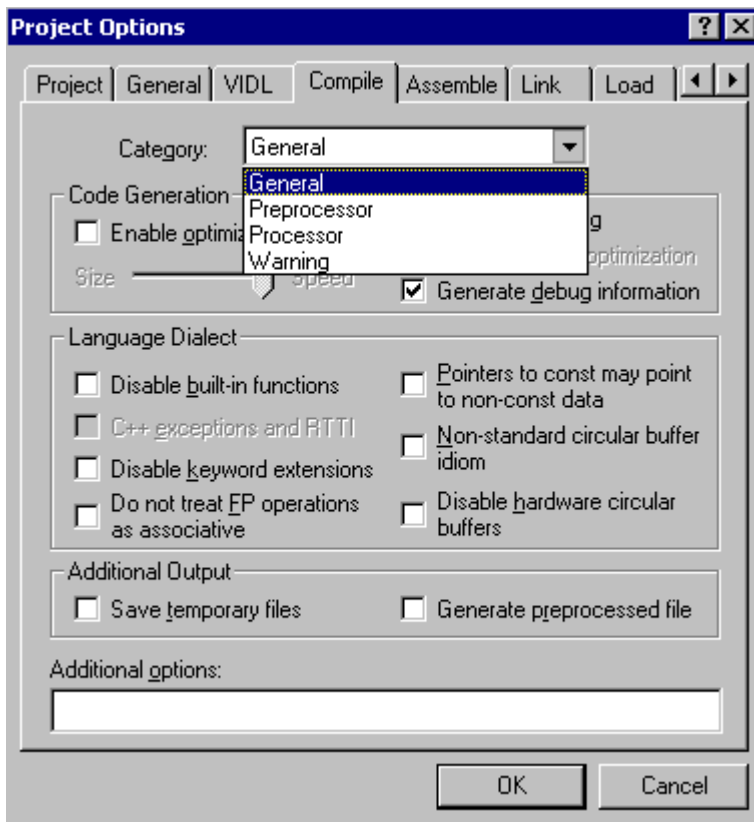 Project Options
Project General VIDL Compile Assemble Link Load
Category: General
General
Preprocessor
Processor
Warning
Code Generation
Enable
Size Speed
optimization
Generate debug information
Language Dialect
Disable built-in functions
C++ exceptions and RTTI
Disable keyword extensions
Do not treat FP operations
as associative
Pointers to const may point
to non-const data
Non-standard circular buffer
idiom
Disable hardware circular
buffers
Additional Output
Save temporary files
Generate preprocessed file
Additional options:
OK Cancel